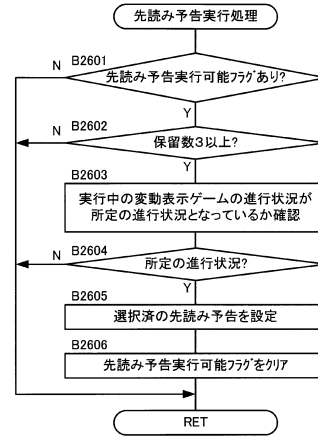 先読み予告実行処理
N B2601
先読み予告実行可能フラグあり?
Y
N B2602
保留数3以上?
Y
B2603
実行中の変動表示ゲームの進行状況が
所定の進行状況となっているか確認
N B2604
所定の進行状況?
Y
B2605
選択済の先読み予告を設定
B2606
先読み予告実行可能フラグをクリア
RET